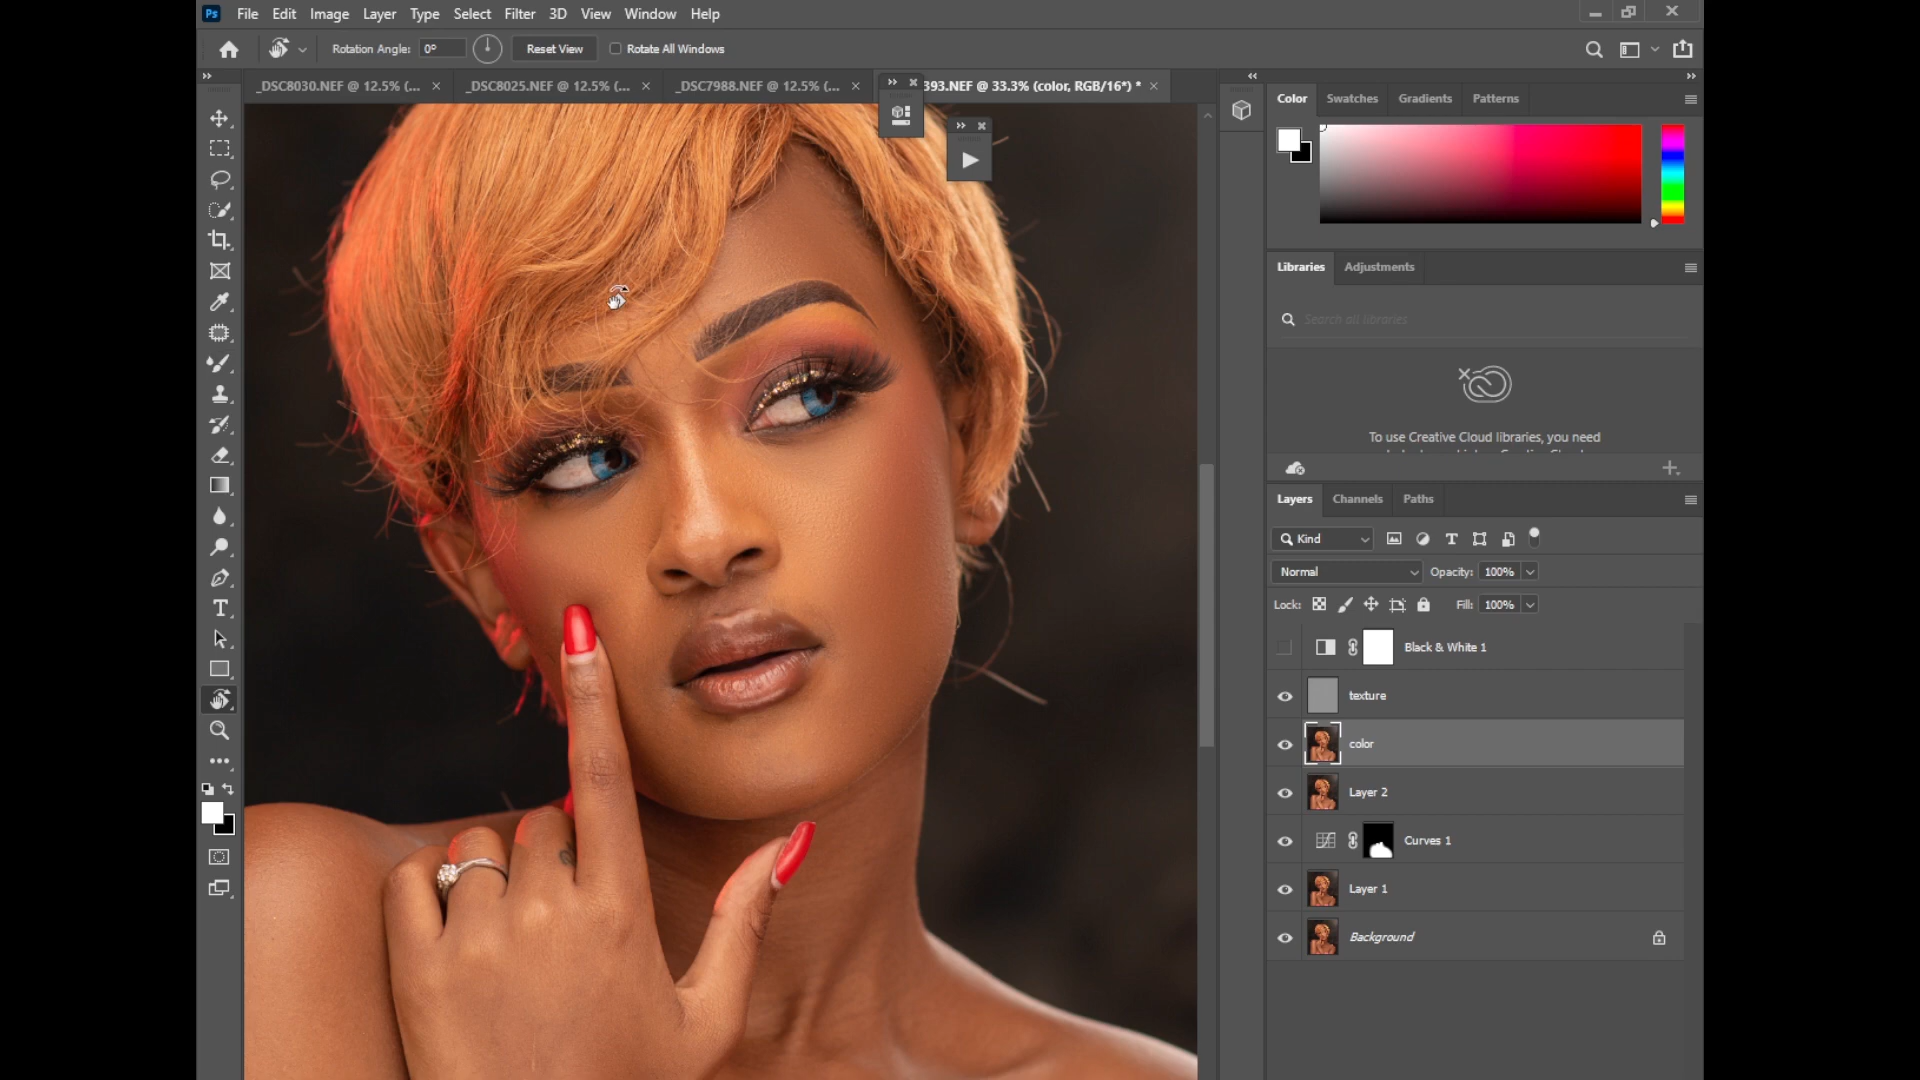 Ps File Edit Image Layer Type Select Filter 3D View Window Help
Rotation Angle: 0° Reset View Rotate All Windows
_DSC8030.NEF @ 12.5% (... × _DSC8025.NEF @ 12.5% (... × _DSC7988.NEF @ 12.5% (... × 393.NEF @ 33.3% (color, RGB/16*) * ×
Color Swatches Gradients Patterns
Libraries Adjustments
Search all libraries
To use Creative Cloud libraries, you need
Layers Channels Paths
Kind
Normal Opacity: 100%
Lock: Fill: 100%
Black & White 1
texture
color
Layer 2
Curves 1
Layer 1
Background